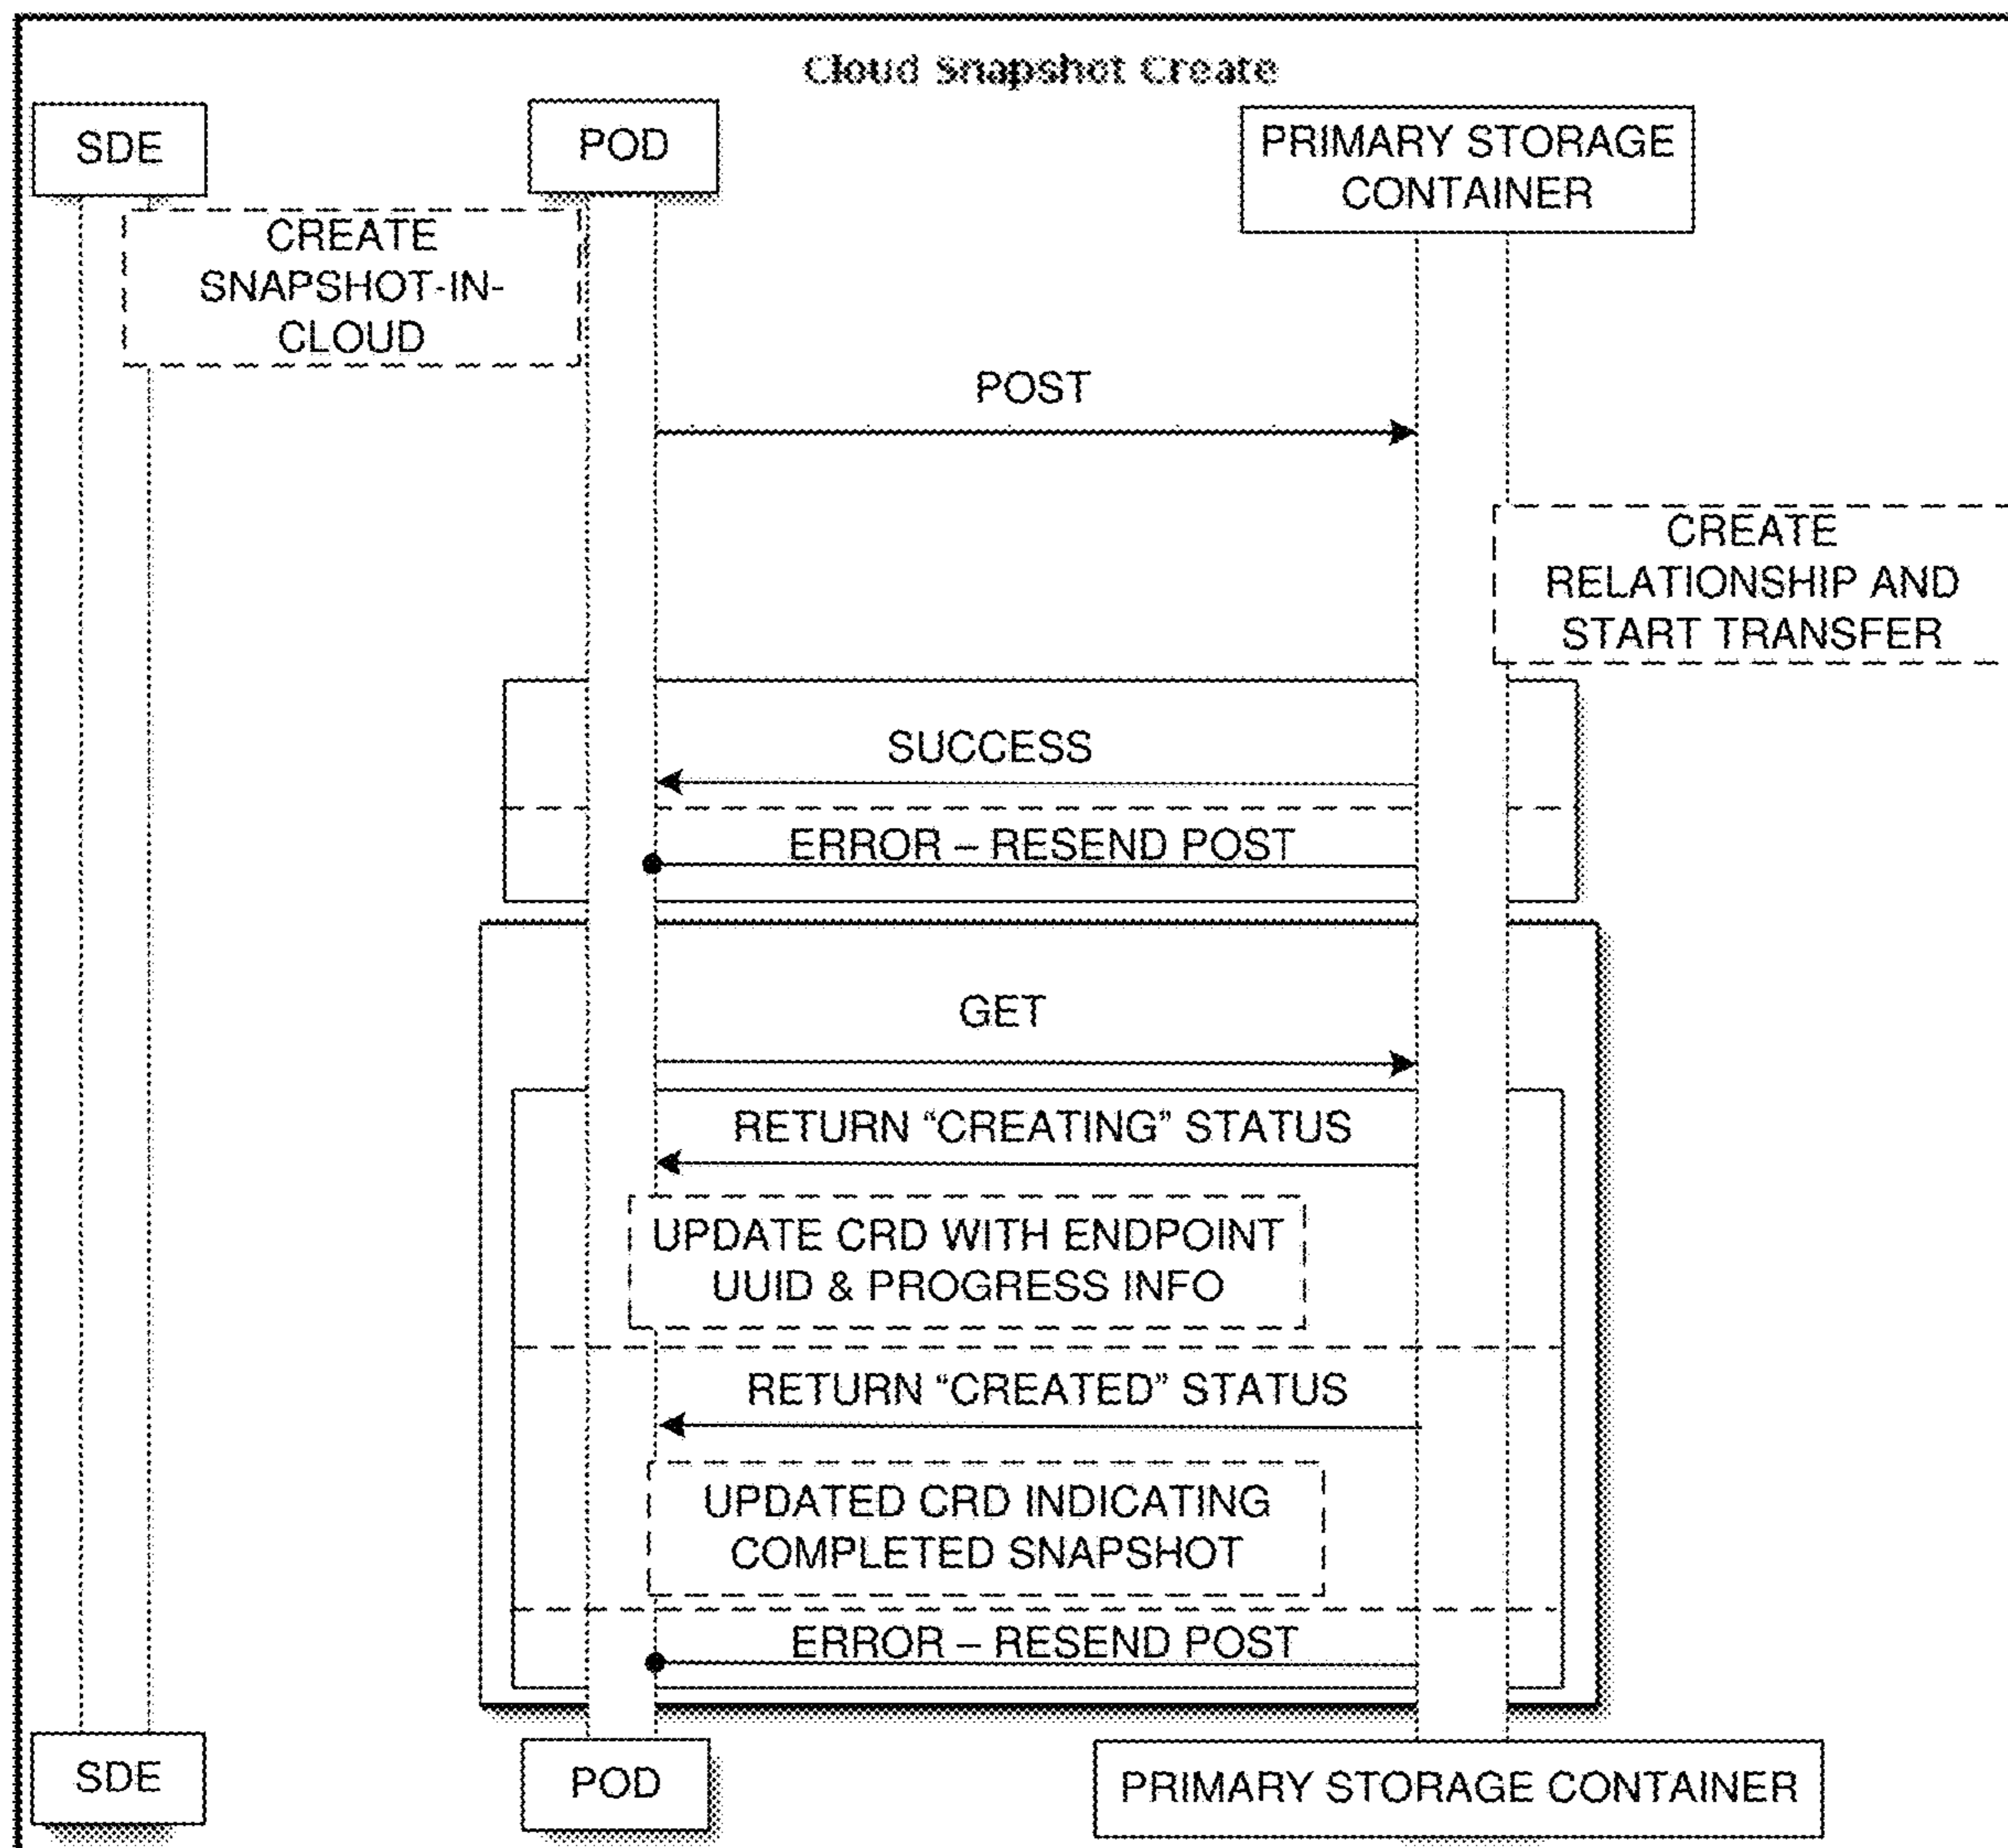 Cloud Snapshot Create
SDE
POD
PRIMARY STORAGE
CONTAINER
CREATE
SNAPSHOT-IN-
CLOUD
POST
CREATE
RELATIONSHIP AND
START TRANSFER
SUCCESS
ERROR – RESEND POST
GET
RETURN “CREATING” STATUS
UPDATE CRD WITH ENDPOINT
UUID & PROGRESS INFO
RETURN “CREATED” STATUS
UPDATED CRD INDICATING
COMPLETED SNAPSHOT
ERROR – RESEND POST
SDE
POD
PRIMARY STORAGE CONTAINER